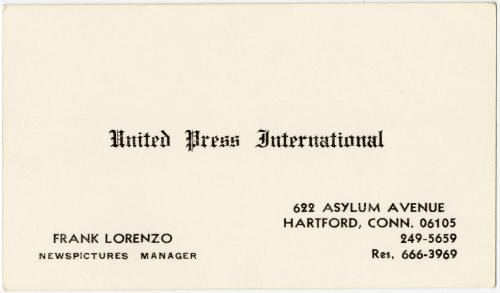 United Press International
622 ASYLUM AVENUE
HARTFORD, CONN. 06105
249-5659
Res. 666-3969
FRANK LORENZO
NEWSPICTURES MANAGER